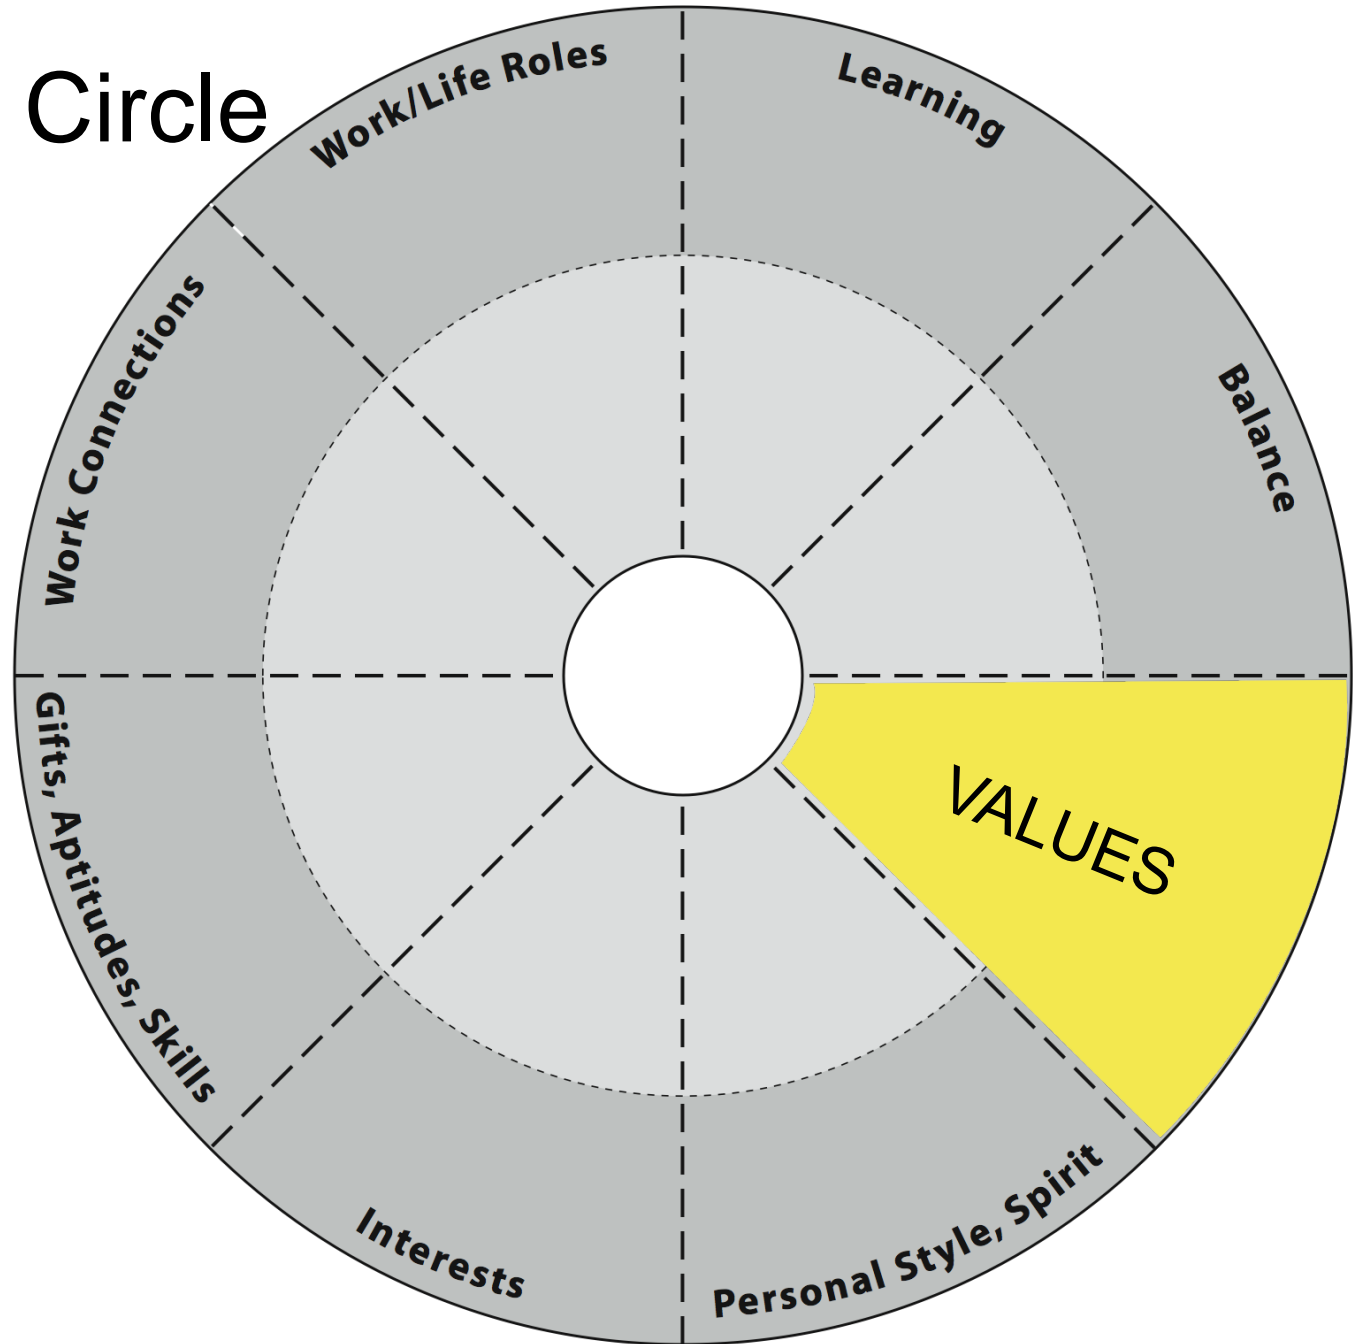 Circle
Work/Life Roles
Learning
Balance
VALUES
Personal Style, Spirit
Interests
Gifts, Aptitudes, Skills
Work Connections